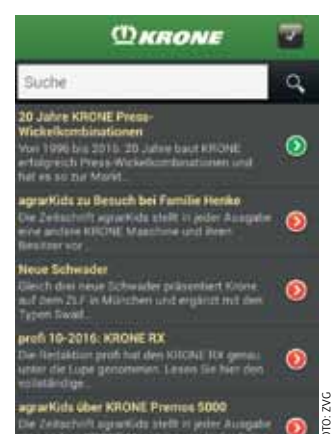 KRONE
Suche
20 Jahre KRONE Press-
Wickelkombinationen
Von 1996 bis 2016: 20 Jahre baut KRONE
erfolgreich Press-Wickelkombinationen und
hat es so zur Markt...
agrarKids zu Besuch bei Familie Henke
Die Zeitschrift agrarKids stellt in jeder Ausgabe
eine andere KRONE Maschine und ihren
Besitzer vor...
Neue Schwader
Gleich drei neue Schwader präsentiert Krone
auf dem ZLF in München und ergänzt mit den
Typen Swad...
profi 10-2016: KRONE RX
Die Redaktion profi hat den KRONE RX genau
unter die Lupe genommen. Lesen Sie hier den
vollständige...
agrarKids über KRONE Premos 5000
Die Zeitschrift agrarKids stellt in jeder Ausgabe
ZVG